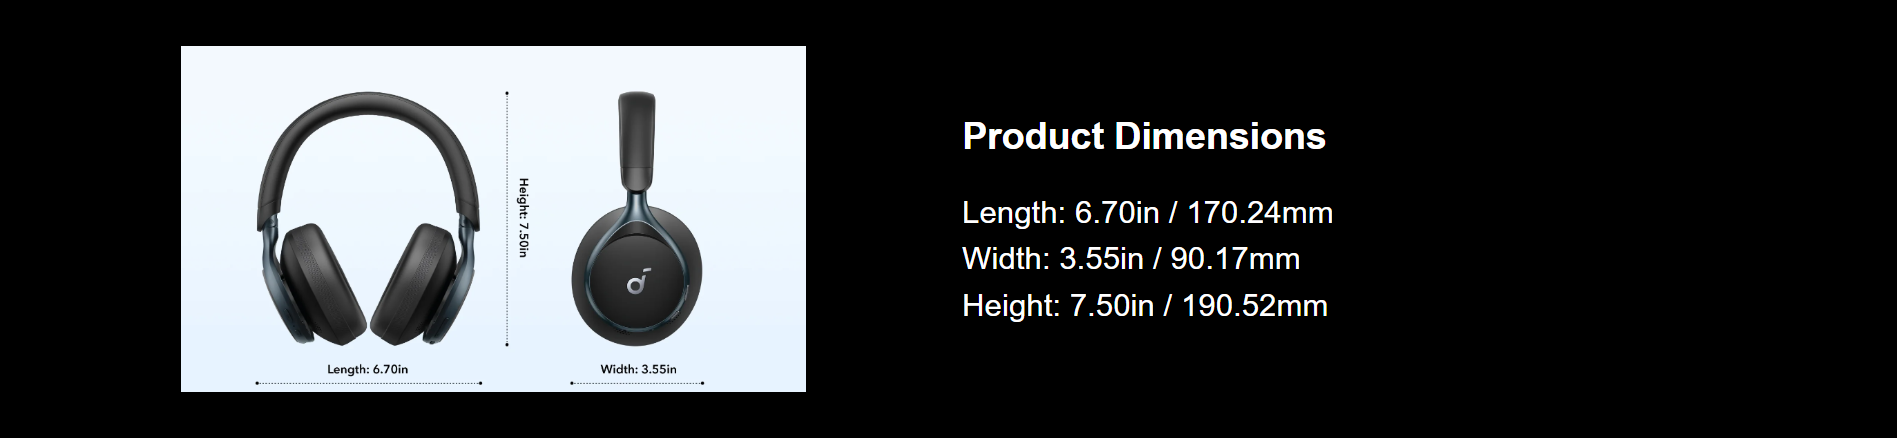 Height: 7.50in
Length: 6.70in
Width: 3.55in
Product Dimensions
Length: 6.70in / 170.24mm
Width: 3.55in / 90.17mm
Height: 7.50in / 190.52mm